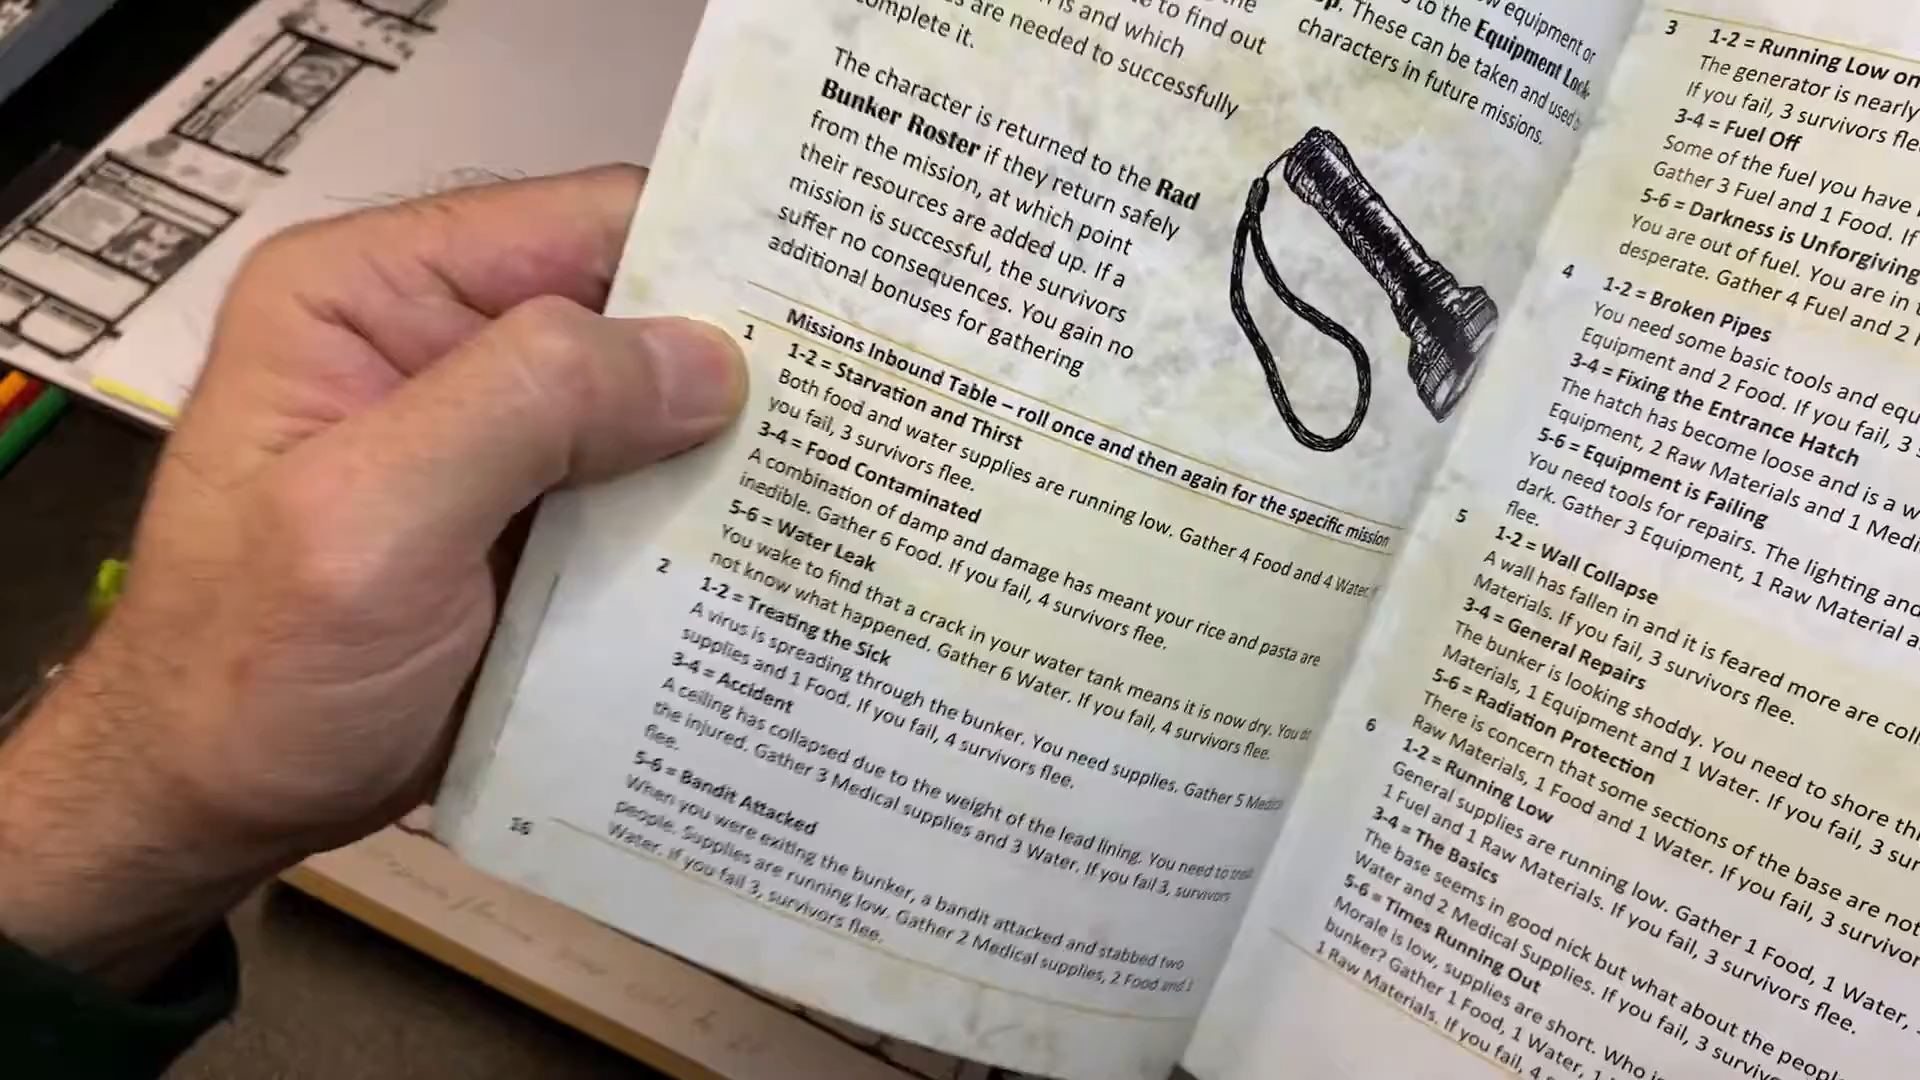 the
to find out
is and which
are needed to successfully
complete it.
The character is returned to the Rad
Bunker Roster if they return safely
from the mission, at which point
their resources are added up. If a
mission is successful, the survivors
suffer no consequences. You gain no
additional bonuses for gathering
equipment or
to the Equipment Lock-
up. These can be taken and used
characters in future missions.
Missions Inbound Table – roll once and then again for the specific mission
1
1-2 = Starvation and Thirst
Both food and water supplies are running low. Gather 4 Food and 4 Water.
you fail, 3 survivors flee.
3-4 = Food Contaminated
A combination of damp and damage has meant your rice and pasta are
inedible. Gather 6 Food. If you fail, 4 survivors flee.
5-6 = Water Leak
You wake to find that a crack in your water tank means it is now dry. You do
not know what happened. Gather 6 Water. If you fail, 4 survivors flee.
2
1-2 = Treating the Sick
A virus is spreading through the bunker. You need supplies. Gather 5 Medical
supplies and 1 Food. If you fail, 4 survivors flee.
3-4 = Accident
A ceiling has collapsed due to the weight of the lead lining. You need to treat
the injured. Gather 3 Medical supplies and 3 Water. If you fail 3, survivors
flee.
5-6 = Bandit Attacked
When you were exiting the bunker, a bandit attacked and stabbed two
people. Supplies are running low. Gather 2 Medical supplies, 2 Food and 1
Water. If you fail 3, survivors flee.
16
3
1-2 = Running Low on
The generator is nearly
If you fail, 3 survivors flee
3-4 = Fuel Off
Some of the fuel you have
Gather 3 Fuel and 1 Food. If
5-6 = Darkness is Unforgiving
You are out of fuel. You are in
desperate. Gather 4 Fuel and 2
4
1-2 = Broken Pipes
You need some basic tools and equ
Equipment and 2 Food. If you fail, 3
3-4 = Fixing the Entrance Hatch
The hatch has become loose and is a w
Equipment, 2 Raw Materials and 1 Medi
5-6 = Equipment is Failing
You need tools for repairs. The lighting and
dark. Gather 3 Equipment, 1 Raw Material a
flee.
5
1-2 = Wall Collapse
A wall has fallen in and it is feared more are coll
Materials. If you fail, 3 survivors flee.
3-4 = General Repairs
The bunker is looking shoddy. You need to shore th
Materials, 1 Equipment and 1 Water. If you fail, 3 sur
5-6 = Radiation Protection
There is concern that some sections of the base are not
Raw Materials, 1 Food and 1 Water. If you fail, 3 survivor
6
1-2 = Running Low
General supplies are running low. Gather 1 Food, 1 Water,
1 Fuel and 1 Raw Materials. If you fail, 3 survivors flee.
3-4 = The Basics
The base seems in good nick but what about the peopl
Water and 2 Medical Supplies. If you fail, 3 surviv
5-6 = Times Running Out
Morale is low, supplies are short. Who i
bunker? Gather 1 Food, 1 Water, 1
1 Raw Materials. If you fail, 4